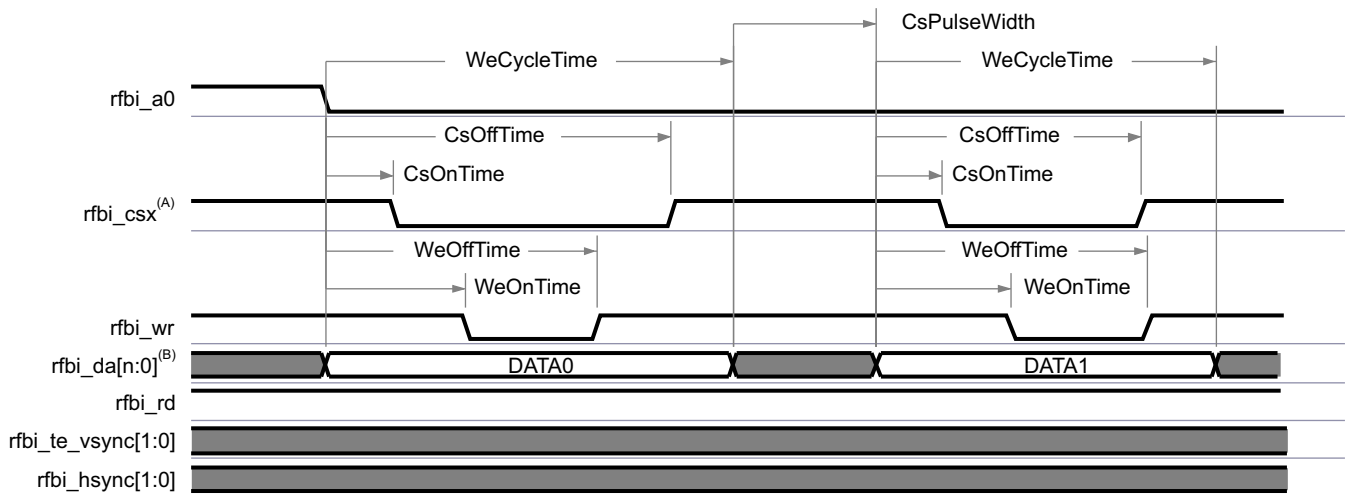 CsPulseWidth
WeCycleTime WeCycleTime
rfbi_a0
CsOffTime CsOffTime
CsOnTime CsOnTime
rfbi_csx(A)
WeOffTime WeOffTime
WeOnTime WeOnTime
rfbi_wr
rfbi_da[n:0](B) DATA0 DATA1
rfbi_rd
rfbi_te_vsync[1:0]
rfbi_hsync[1:0]